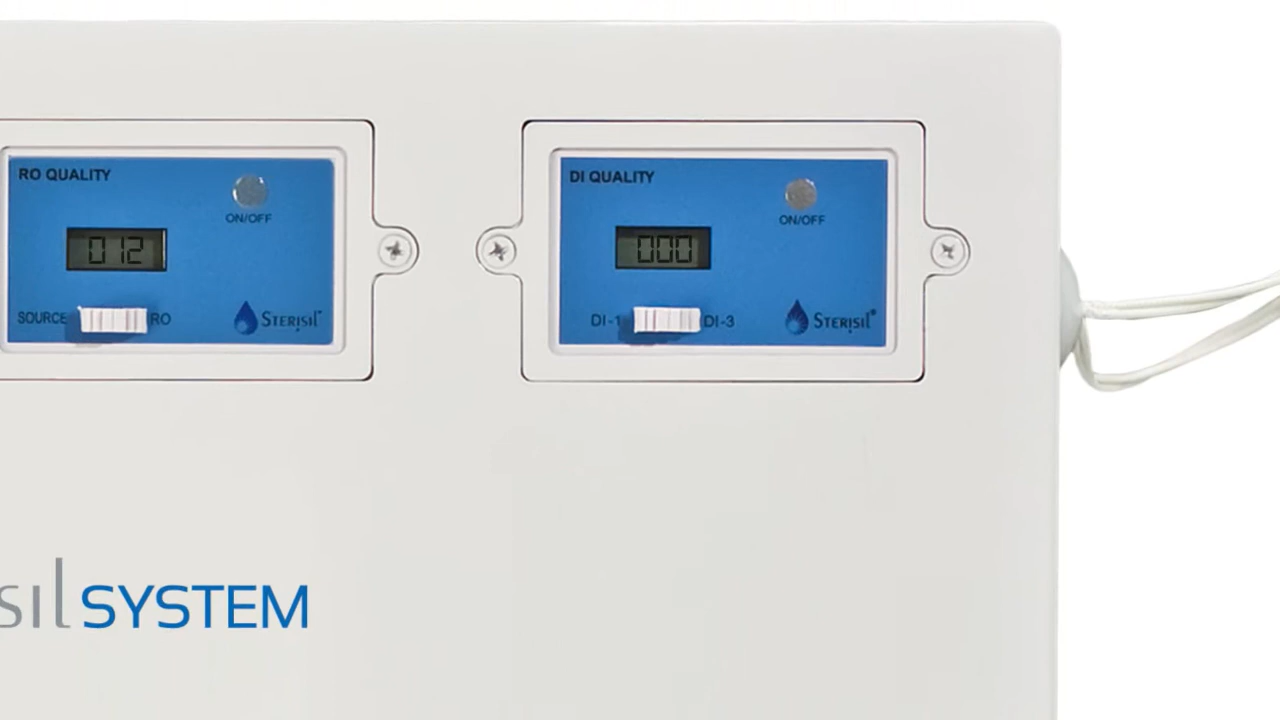 RO QUALITY
ON/OFF
012
SOURCE RO
STERISIL
DI QUALITY
ON/OFF
000
DI-1 DI-3
STERISIL®
sil SYSTEM